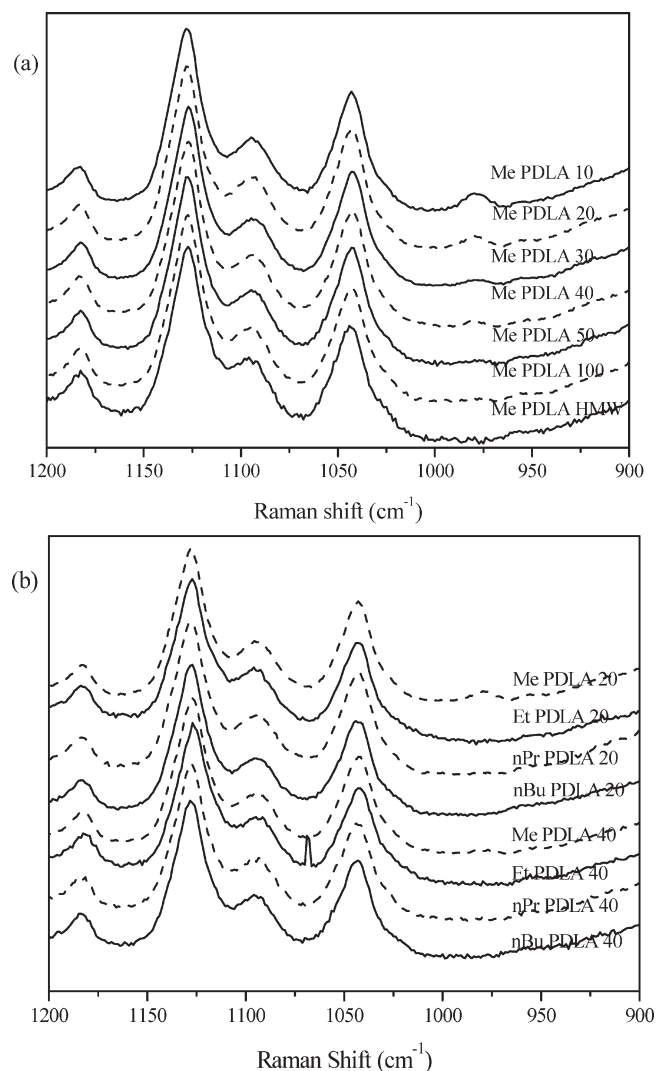 (a)
Me PDLA 10
Me PDLA 20
Me PDLA 30
Me PDLA 40
Me PDLA 50
Me PDLA 100
Me PDLA HMW
1200 1150 1100 1050 1000 950 900
Raman shift (cm-1)
(b)
Me PDLA 20
Et PDLA 20
nPr PDLA 20
nBu PDLA 20
Me PDLA 40
Et PDLA 40
nPr PDLA 40
nBu PDLA 40
1200 1150 1100 1050 1000 950 900
Raman Shift (cm-1)